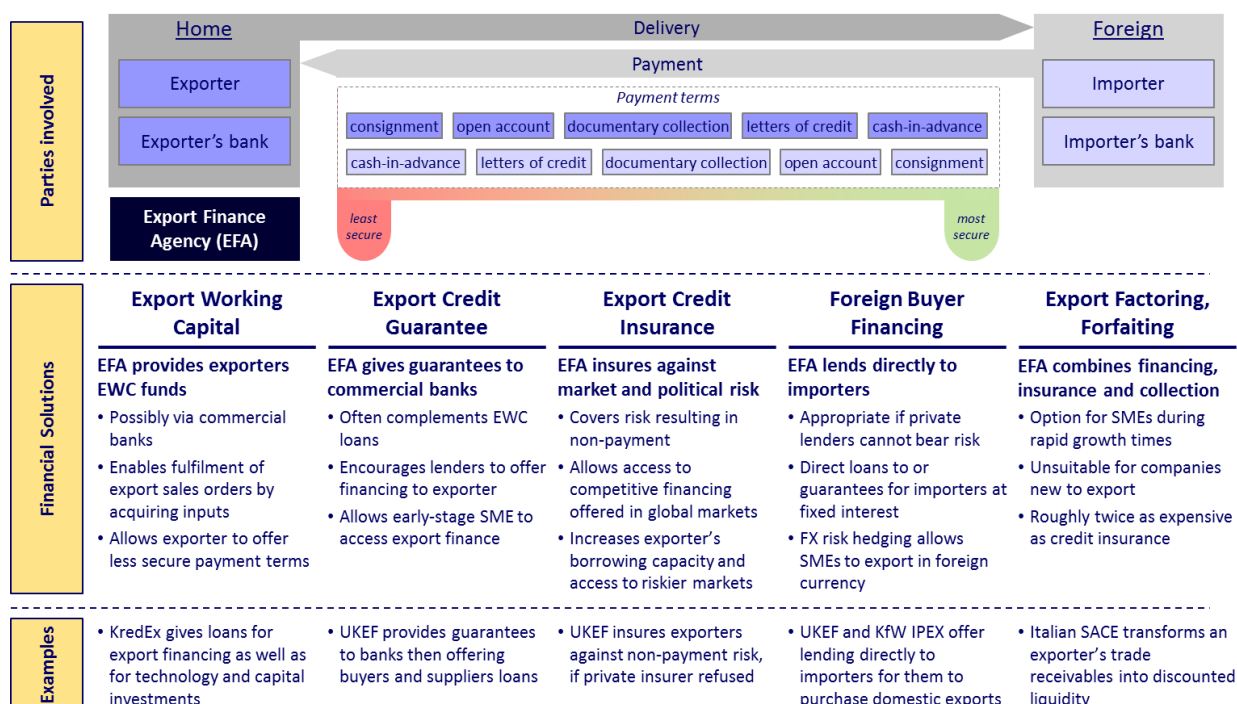 Parties involved
Home
Exporter
Exporter's bank
Export Finance
Agency (EFA)
Delivery
Payment
Payment terms
consignment open account documentary collection letters of credit cash-in-advance
cash-in-advance letters of credit documentary collection open account consignment
least
secure
most
secure
Foreign
Importer
Importer's bank
Financial Solutions
Export Working
Capital
EFA provides exporters
EWC funds
• Possibly via commercial
banks
• Enables fulfilment of
export sales orders by
acquiring inputs
• Allows exporter to offer
less secure payment terms
Export Credit
Guarantee
EFA gives guarantees to
commercial banks
• Often complements EWC
loans
• Encourages lenders to offer
financing to exporter
• Allows early-stage SME to
access export finance
Export Credit
Insurance
EFA insures against
market and political risk
• Covers risk resulting in
non-payment
• Allows access to
competitive financing
offered in global markets
• Increases exporter's
borrowing capacity and
access to riskier markets
Foreign Buyer
Financing
EFA lends directly to
importers
• Appropriate if private
lenders cannot bear risk
• Direct loans to or
guarantees for importers at
fixed interest
• FX risk hedging allows
SMEs to export in foreign
currency
Export Factoring,
Forfaiting
EFA combines financing,
insurance and collection
• Option for SMEs during
rapid growth times
• Unsuitable for companies
new to export
• Roughly twice as expensive
as credit insurance
Examples
• KredEx gives loans for
export financing as well as
for technology and capital
investments
• UKEF provides guarantees
to banks then offering
buyers and suppliers loans
• UKEF insures exporters
against non-payment risk,
if private insurer refused
• UKEF and KfW IPEX offer
lending directly to
importers for them to
purchase domestic exports
• Italian SACE transforms an
exporter's trade
receivables into discounted
liquidity